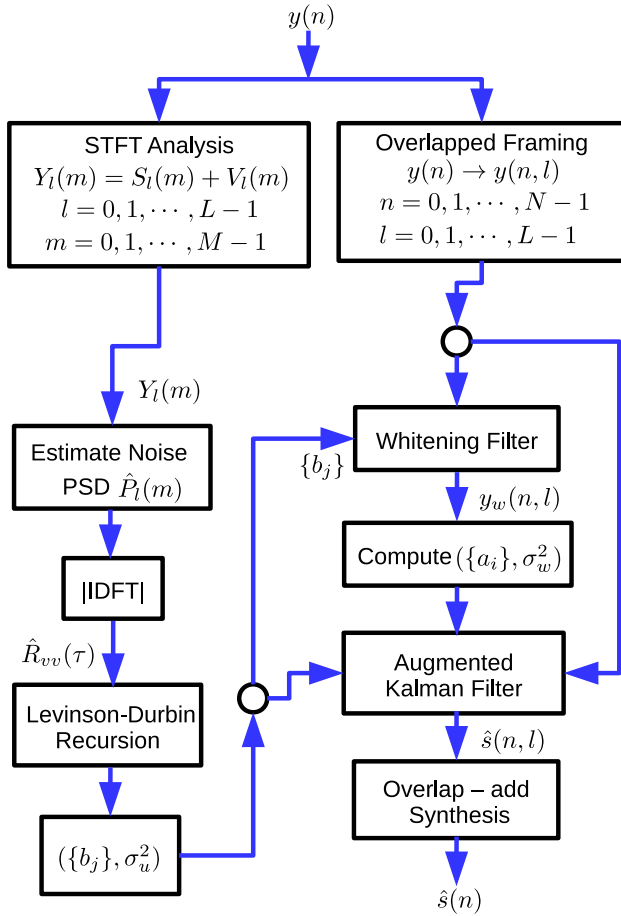 y(n)
STFT Analysis
Y_l(m) = S_l(m) + V_l(m)
l = 0, 1, ⋯ , L − 1
m = 0, 1, ⋯ , M − 1
Overlapped Framing
y(n) → y(n, l)
n = 0, 1, ⋯ , N − 1
l = 0, 1, ⋯ , L − 1
Y_l(m)
Estimate Noise
PSD P̂_l(m)
|IDFT|
R̂_{vv}(τ)
Levinson-Durbin
Recursion
({b_j}, σ_u^2)
{b_j}
Whitening Filter
y_w(n, l)
Compute ({a_i}, σ_w^2)
Augmented
Kalman Filter
ŝ(n, l)
Overlap – add
Synthesis
ŝ(n)